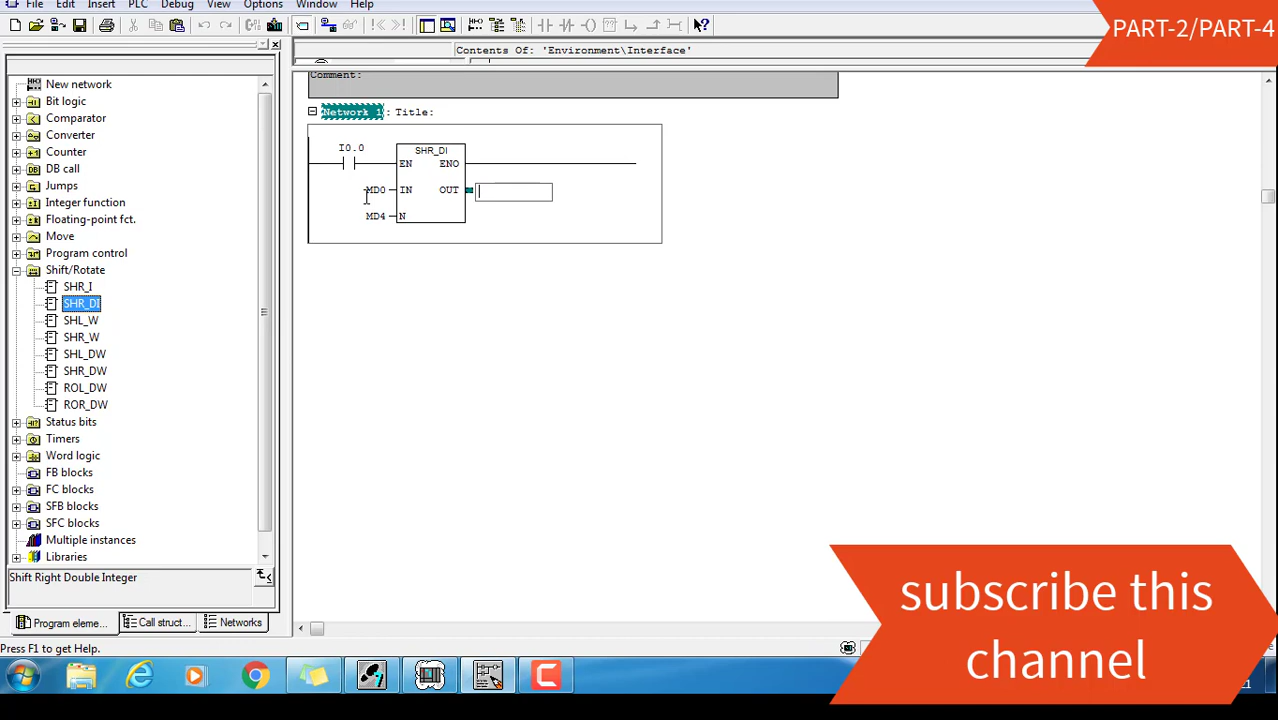 File Edit Insert PLC Debug View Options Window Help
PART-2/PART-4
Contents Of: 'Environment\Interface'
New network
Bit logic
Comparator
Converter
Counter
DB call
Jumps
Integer function
Floating-point fct.
Move
Program control
Shift/Rotate
SHR_I
SHR_DI
SHL_W
SHR_W
SHL_DW
SHR_DW
ROL_DW
ROR_DW
Status bits
Timers
Word logic
FB blocks
FC blocks
SFB blocks
SFC blocks
Multiple instances
Libraries
Shift Right Double Integer
Program eleme...
Call struct...
Networks
Press F1 to get Help.
Comment:
Network 1: Title:
I0.0
SHR_DI
EN ENO
MD0 IN OUT
MD4 N
subscribe this
channel